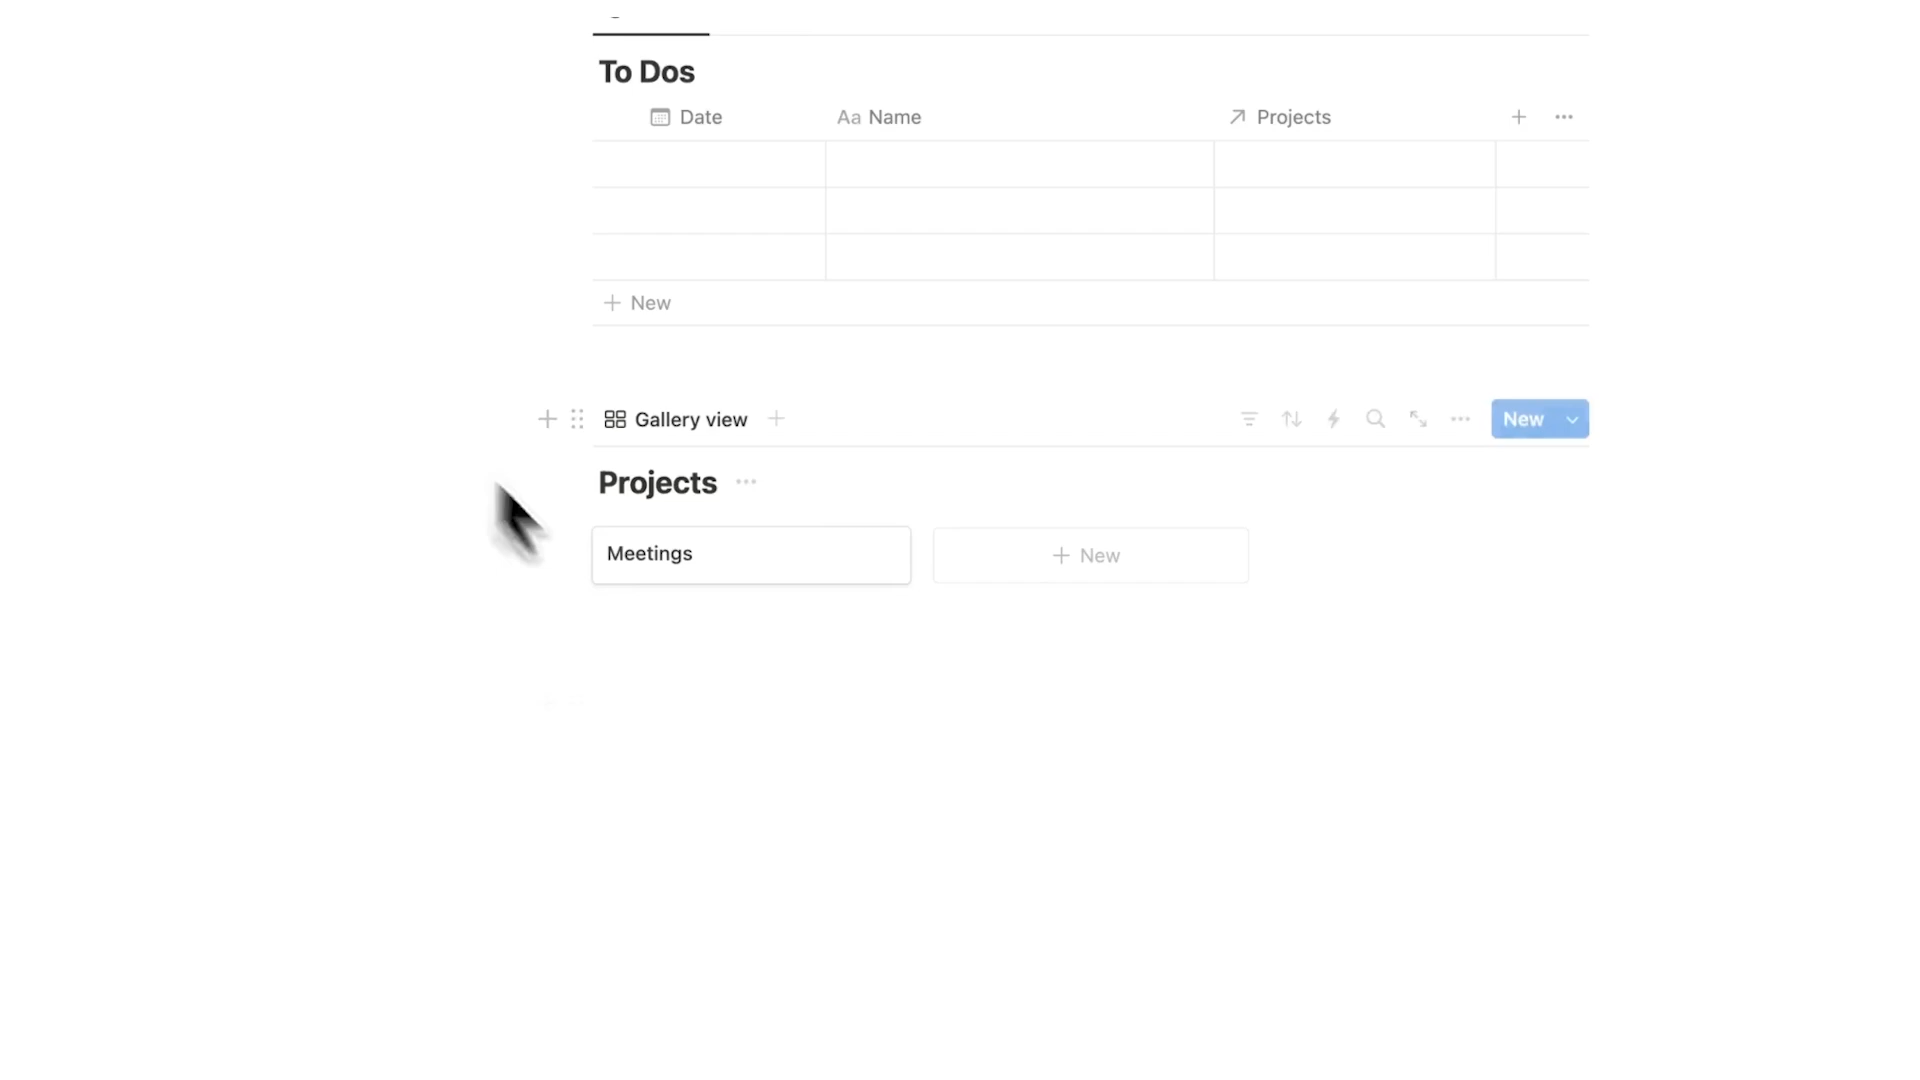 To Dos
Date
Aa Name
Projects
New
Gallery view
New
Projects
Meetings
New